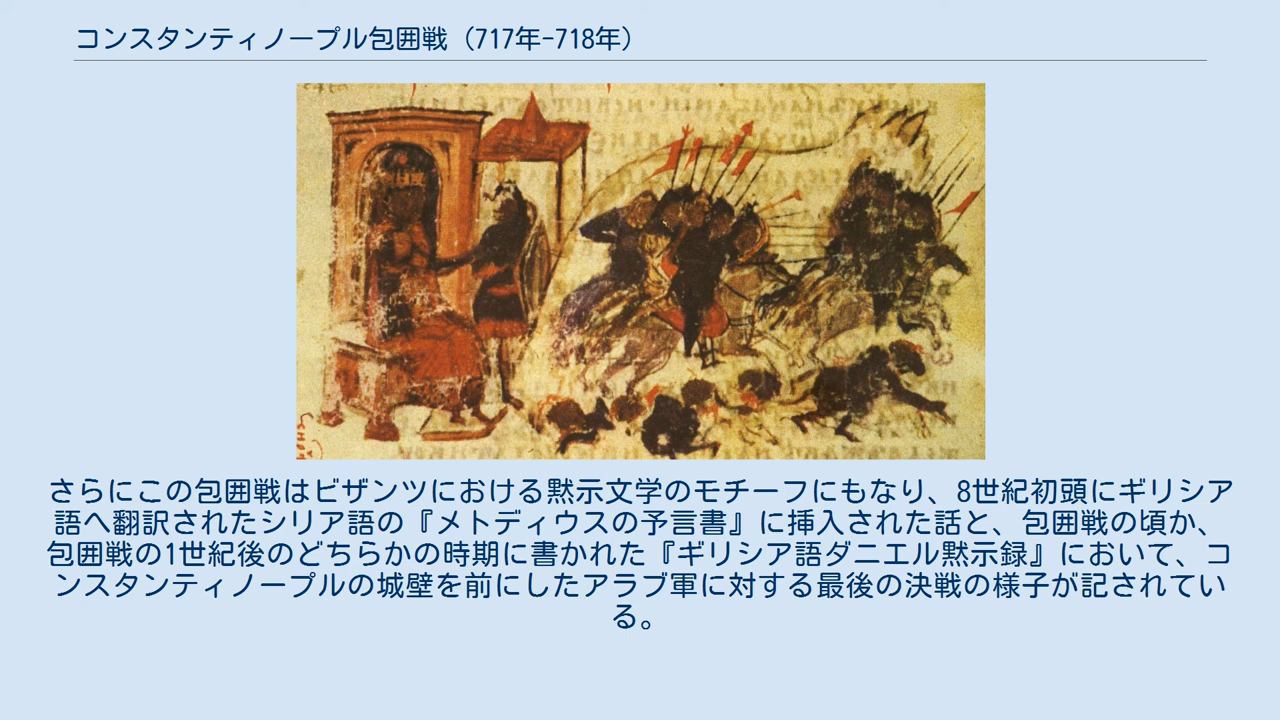 コンスタンティノープル包囲戦（717年-718年）
さらにこの包囲戦はビザンツにおける黙示文学のモチーフにもなり、8世紀初頭にギリシア
語へ翻訳されたシリア語の『メトディウスの予言書』に挿入された話と、包囲戦の頃か、
包囲戦の1世紀後のどちらかの時期に書かれた『ギリシア語ダニエル黙示録』において、コ
ンスタンティノープルの城壁を前にしたアラブ軍に対する最後の決戦の様子が記されてい
る。